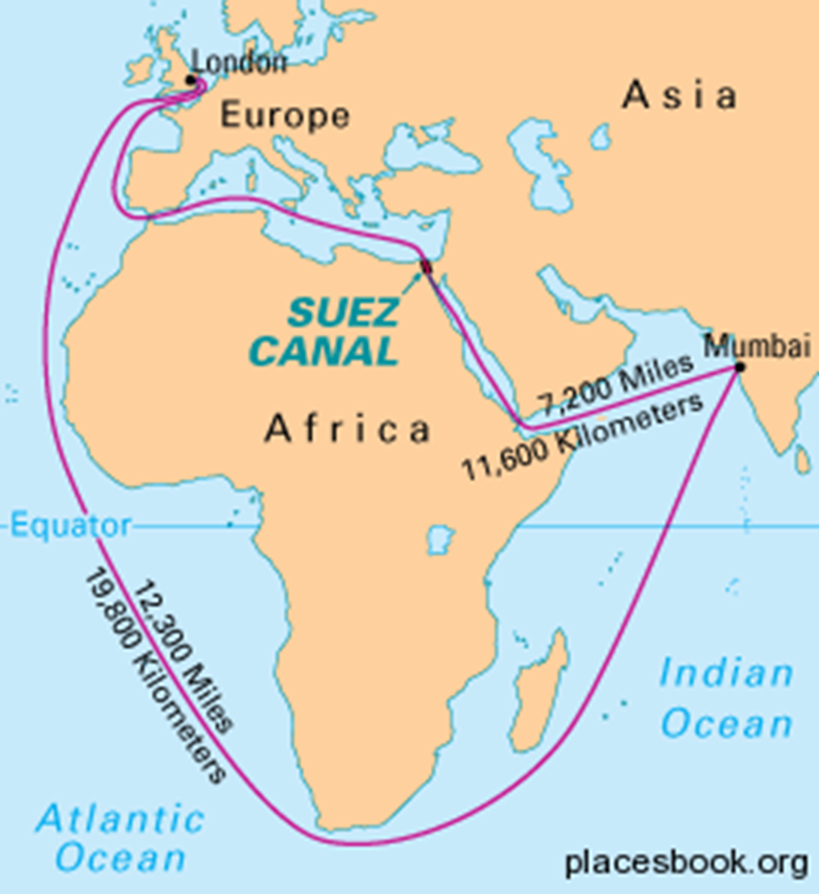 London
Europe
Asia
SUEZ
CANAL
Mumbai
7,200 Miles
11,600 Kilometers
Africa
Equator
12,300 Miles
19,800 Kilometers
Indian
Ocean
Atlantic
Ocean
placesbook.org